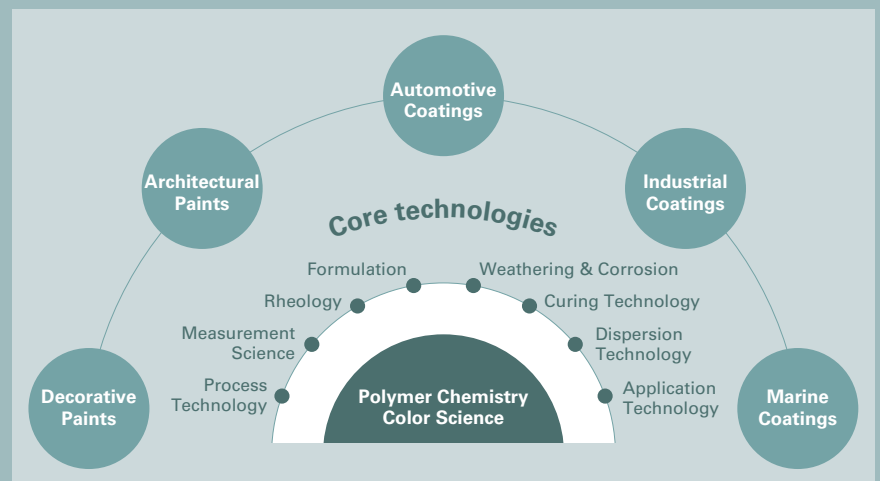 Automotive
Coatings
Architectural
Paints
Industrial
Coatings
Core technologies
Formulation
Weathering & Corrosion
Rheology
Curing Technology
Measurement
Science
Dispersion
Technology
Process
Technology
Application
Technology
Decorative
Paints
Polymer Chemistry
Color Science
Marine
Coatings